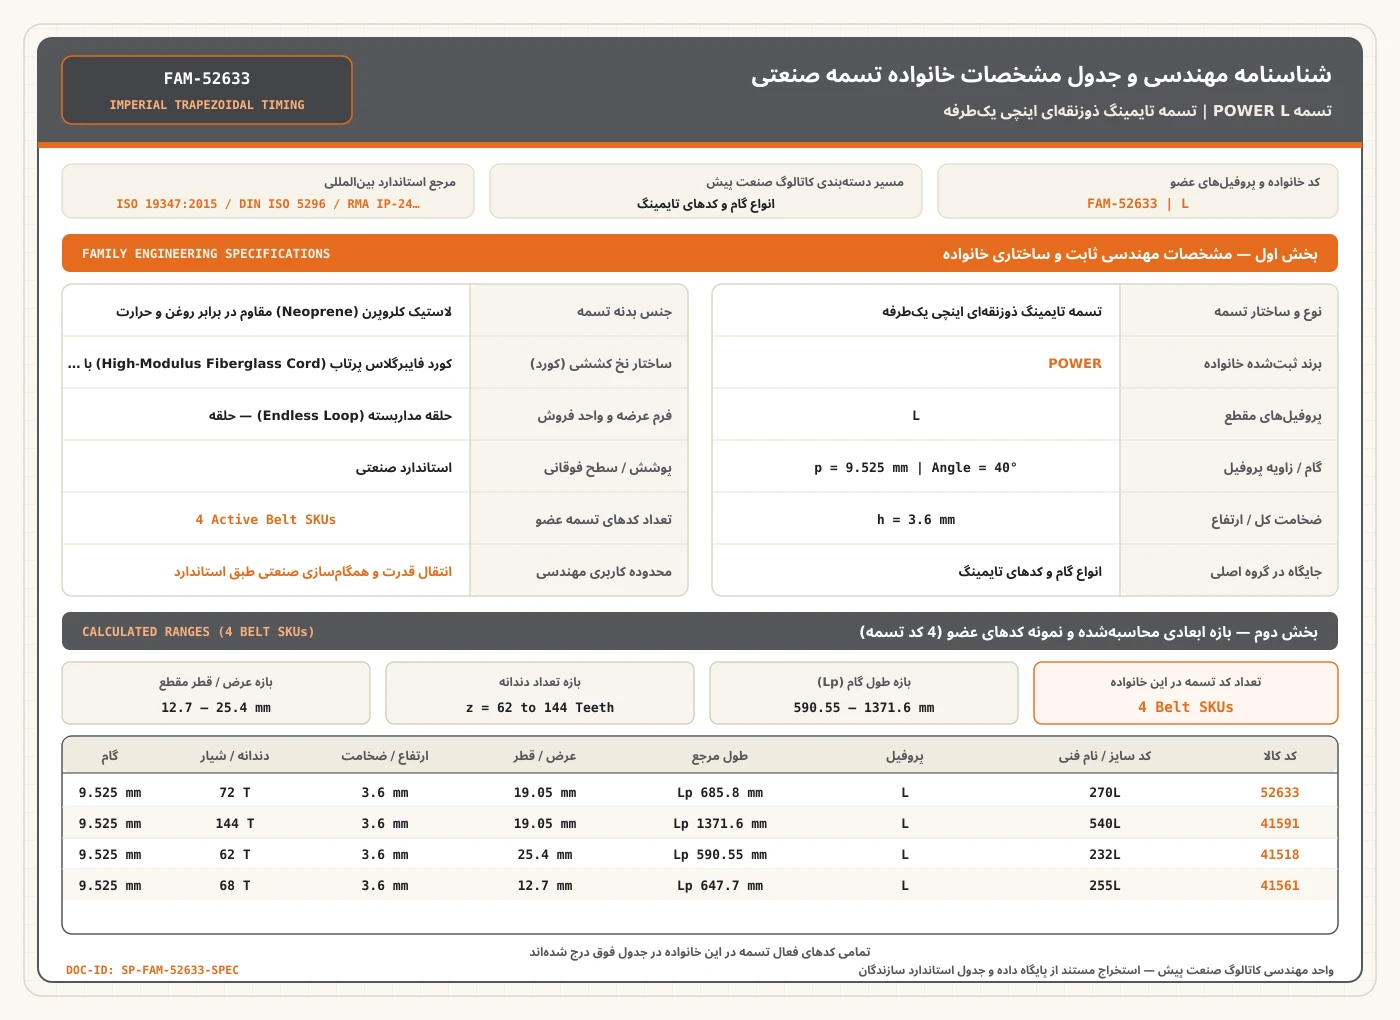 شناسنامه مهندسی و جدول مشخصات خانواده تسمه صنعتی
تسمه POWER L | تسمه تایمینگ ذوزنقه‌ای اینچی یک‌طرفه
FAM-52633
IMPERIAL TRAPEZOIDAL TIMING
کد خانواده و پروفیل‌های عضو
FAM-52633 | L
مسیر دسته‌بندی کاتالوگ صنعت پیش
انواع گام و کدهای تایمینگ
مرجع استاندارد بین‌المللی
ISO 19347:2015 / DIN ISO 5296 / RMA IP-24…
بخش اول — مشخصات مهندسی ثابت و ساختاری خانواده
FAMILY ENGINEERING SPECIFICATIONS
نوع و ساختار تسمه
تسمه تایمینگ ذوزنقه‌ای اینچی یک‌طرفه
برند ثبت‌شده خانواده
POWER
پروفیل‌های مقطع
L
گام / زاویه پروفیل
p = 9.525 mm | Angle = 40°
ضخامت کل / ارتفاع
h = 3.6 mm
جایگاه در گروه اصلی
انواع گام و کدهای تایمینگ
جنس بدنه تسمه
لاستیک کلروپرن (Neoprene) مقاوم در برابر روغن و حرارت
ساختار نخ کششی (کورد)
کورد فایبرگلاس پرتاب (High-Modulus Fiberglass Cord) با ...
فرم عرضه و واحد فروش
حلقه مداربسته (Endless Loop) — حلقه
پوشش / سطح فوقانی
استاندارد صنعتی
تعداد کدهای تسمه عضو
4 Active Belt SKUs
محدوده کاربری مهندسی
انتقال قدرت و همگام‌سازی صنعتی طبق استاندارد
بخش دوم — بازه ابعادی محاسبه‌شده و نمونه کدهای عضو (4 کد تسمه)
CALCULATED RANGES (4 BELT SKUs)
تعداد کد تسمه در این خانواده
4 Belt SKUs
بازه طول گام (Lp)
590.55 – 1371.6 mm
بازه تعداد دندانه
z = 62 to 144 Teeth
بازه عرض / قطر مقطع
12.7 – 25.4 mm
کد کالا کد سایز / نام فنی پروفیل طول مرجع عرض / قطر ارتفاع / ضخامت دندانه / شیار گام
52633 270L L Lp 685.8 mm 19.05 mm 3.6 mm 72 T 9.525 mm
41591 540L L Lp 1371.6 mm 19.05 mm 3.6 mm 144 T 9.525 mm
41518 232L L Lp 590.55 mm 25.4 mm 3.6 mm 62 T 9.525 mm
41561 255L L Lp 647.7 mm 12.7 mm 3.6 mm 68 T 9.525 mm
تمامی کدهای فعال تسمه در این خانواده در جدول فوق درج شده‌اند
واحد مهندسی کاتالوگ صنعت پیش — استخراج مستند از پایگاه داده و جدول استاندارد سازندگان
DOC-ID: SP-FAM-52633-SPEC